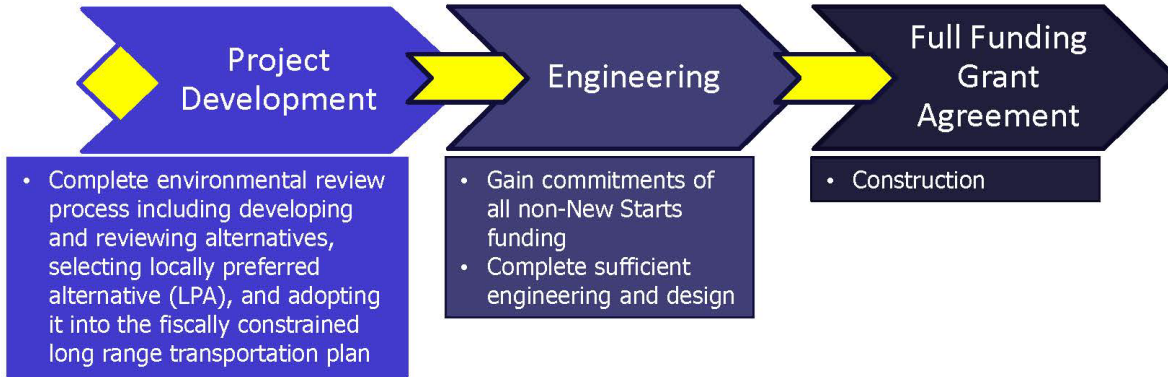 Project
Development
Engineering
Full Funding
Grant
Agreement
• Complete environmental review
process including developing
and reviewing alternatives,
selecting locally preferred
alternative (LPA), and adopting
it into the fiscally constrained
long range transportation plan
• Gain commitments of
all non-New Starts
funding
• Complete sufficient
engineering and design
• Construction